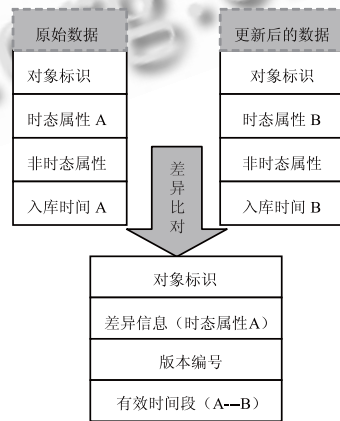 原始数据
对象标识
时态属性 A
非时态属性
入库时间 A
更新后的数据
对象标识
时态属性 B
非时态属性
入库时间 B
差异比对
对象标识
差异信息（时态属性A）
版本编号
有效时间段（A---B）